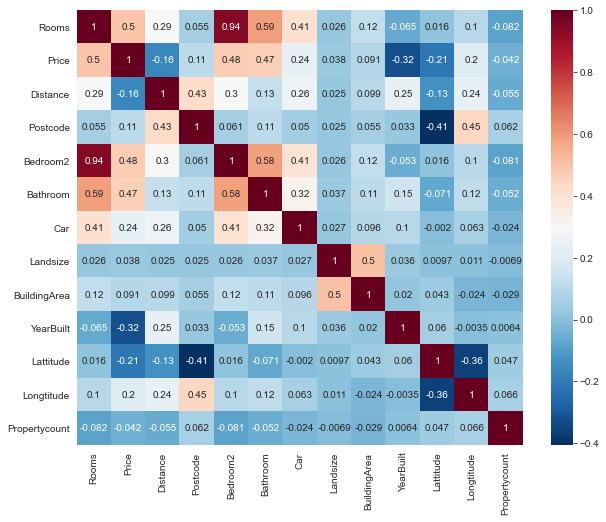 Rooms 1 0.5 0.29 0.055 0.94 0.59 0.41 0.026 0.12 -0.065 0.016 0.1 -0.082
Price 0.5 1 -0.16 0.11 0.48 0.47 0.24 0.038 0.091 -0.32 -0.21 0.2 -0.042
Distance 0.29 -0.16 1 0.43 0.3 0.13 0.26 0.025 0.099 0.25 -0.13 0.24 -0.055
Postcode 0.055 0.11 0.43 1 0.061 0.11 0.05 0.025 0.055 0.033 -0.41 0.45 0.062
Bedroom2 0.94 0.48 0.3 0.061 1 0.58 0.41 0.026 0.12 -0.053 0.016 0.1 -0.081
Bathroom 0.59 0.47 0.13 0.11 0.58 1 0.32 0.037 0.11 0.15 -0.071 0.12 -0.052
Car 0.41 0.24 0.26 0.05 0.41 0.32 1 0.027 0.096 0.1 -0.002 0.063 -0.024
Landsize 0.026 0.038 0.025 0.025 0.026 0.037 0.027 1 0.5 0.036 0.0097 0.011 -0.0069
BuildingArea 0.12 0.091 0.099 0.055 0.12 0.11 0.096 0.5 1 0.02 0.043 -0.024 -0.029
YearBuilt -0.065 -0.32 0.25 0.033 -0.053 0.15 0.1 0.036 0.02 1 0.06 -0.0035 0.0064
Lattitude 0.016 -0.21 -0.13 -0.41 0.016 -0.071 -0.002 0.0097 0.043 0.06 1 -0.36 0.047
Longtitude 0.1 0.2 0.24 0.45 0.1 0.12 0.063 0.011 -0.024 -0.0035 -0.36 1 0.066
Propertycount -0.082 -0.042 -0.055 0.062 -0.081 -0.052 -0.024 -0.0069 -0.029 0.0064 0.047 0.066 1
Rooms Price Distance Postcode Bedroom2 Bathroom Car Landsize BuildingArea YearBuilt Lattitude Longtitude Propertycount
1.0
0.8
0.6
0.4
0.2
0.0
-0.2
-0.4